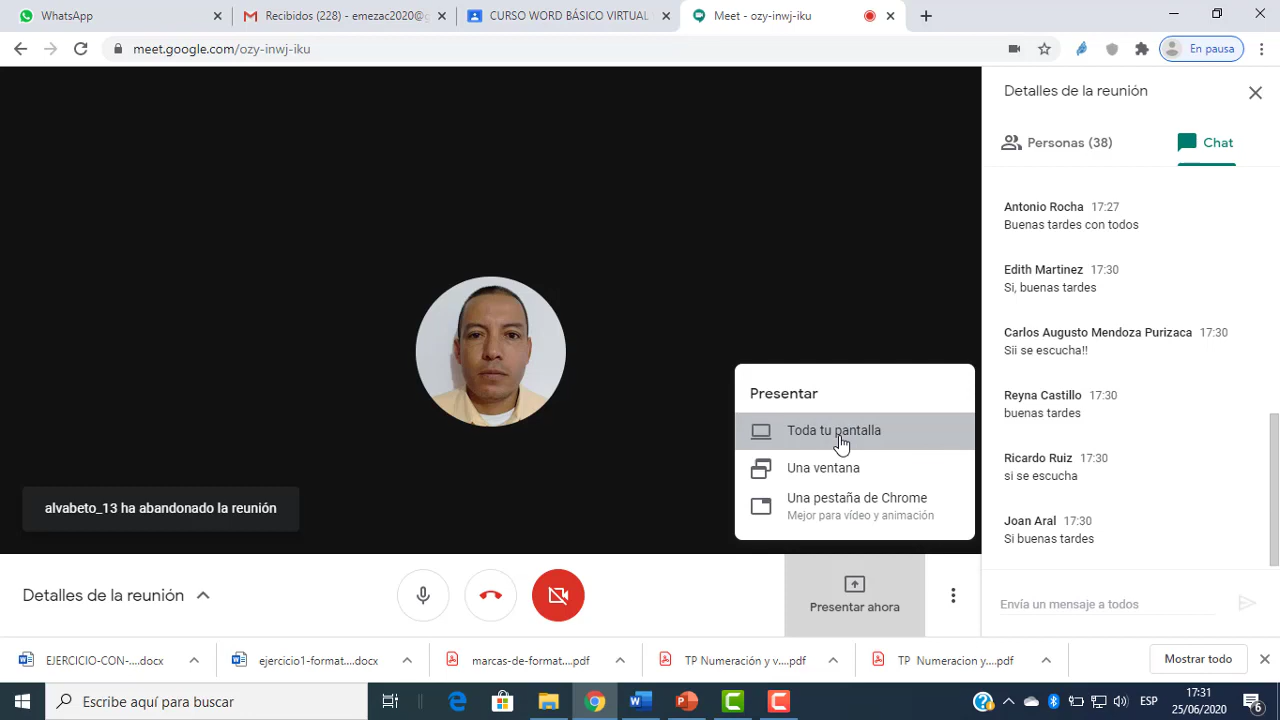 WhatsApp
Recibidos (228) - emezac2020@g
CURSO WORD BÁSICO VIRTUAL
Meet - ozy-inwj-iku
meet.google.com/ozy-inwj-iku
En pausa
Detalles de la reunión
Personas (38)
Chat
Antonio Rocha 17:27
Buenas tardes con todos
Edith Martinez 17:30
Si, buenas tardes
Carlos Augusto Mendoza Purizaca 17:30
Sii se escucha!!
Reyna Castillo 17:30
buenas tardes
Ricardo Ruiz 17:30
si se escucha
Joan Aral 17:30
Si buenas tardes
Envía un mensaje a todos
Presentar
Toda tu pantalla
Una ventana
Una pestaña de Chrome
Mejor para vídeo y animación
alvabeto_13 ha abandonado la reunión
Detalles de la reunión
Presentar ahora
EJERCICIO-CON-....docx
ejercicio1-format....docx
marcas-de-format....pdf
TP Numeración y v....pdf
TP Numeracion y....pdf
Mostrar todo
Escribe aquí para buscar
ESP
17:31
25/06/2020
6